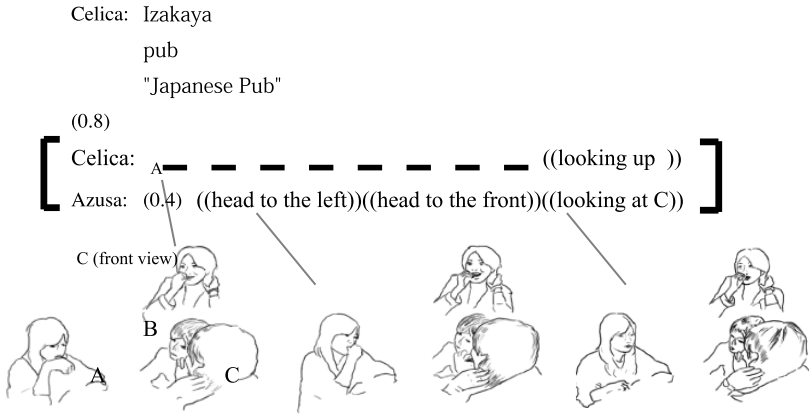 Celica: Izakaya
pub
"Japanese Pub"
(0.8)
Celica: A ((looking up ))
Azusa: (0.4) ((head to the left))((head to the front))((looking at C))
C (front view)
B
A
C